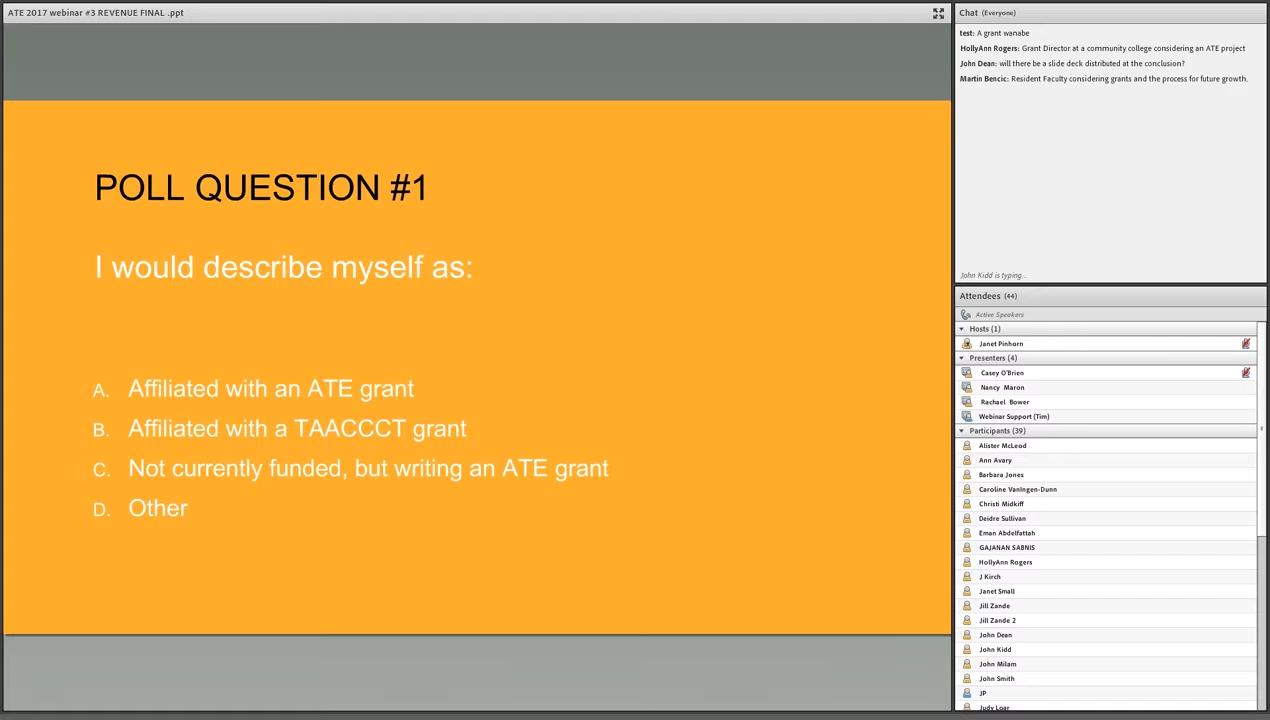 ATE 2017 webinar #3 REVENUE FINAL .ppt
POLL QUESTION #1
I would describe myself as:
A. Affiliated with an ATE grant
B. Affiliated with a TAACCCT grant
C. Not currently funded, but writing an ATE grant
D. Other
Chat (Everyone)
test: A grant wanabe
HollyAnn Rogers: Grant Director at a community college considering an ATE project
John Dean: will there be a slide deck distributed at the conclusion?
Martin Bencic: Resident Faculty considering grants and the process for future growth.
John Kidd is typing...
Attendees (44)
Active Speakers
Hosts (1)
Janet Pinhorn
Presenters (4)
Casey O'Brien
Nancy Maron
Rachael Bower
Webinar Support (Tim)
Participants (39)
Alister McLeod
Ann Avary
Barbara Jones
Caroline VanIngen-Dunn
Christi Midkiff
Deidre Sullivan
Eman Abdelfattah
GAJANAN SABNIS
HollyAnn Rogers
J Kirch
Janet Small
Jill Zande
Jill Zande 2
John Dean
John Kidd
John Milam
John Smith
JP
Judy Loar